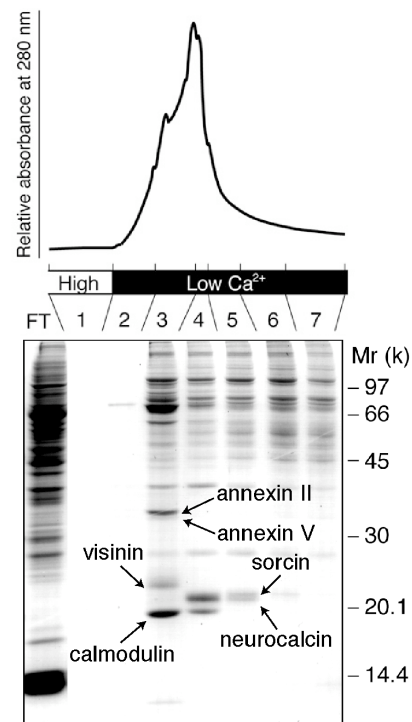 Relative absorbance at 280 nm
High
Low Ca²⁺
FT 1 2 3 4 5 6 7
Mr (k)
97
66
45
annexin II
annexin V
30
visinin
sorcin
20.1
calmodulin
neurocalcin
14.4